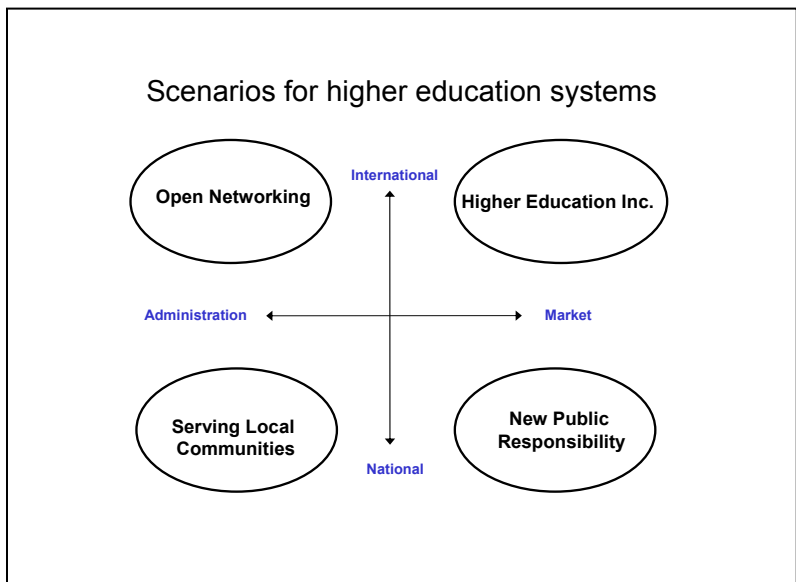 Scenarios for higher education systems
International
Open Networking
Higher Education Inc.
Administration
Market
Serving Local
Communities
New Public
Responsibility
National